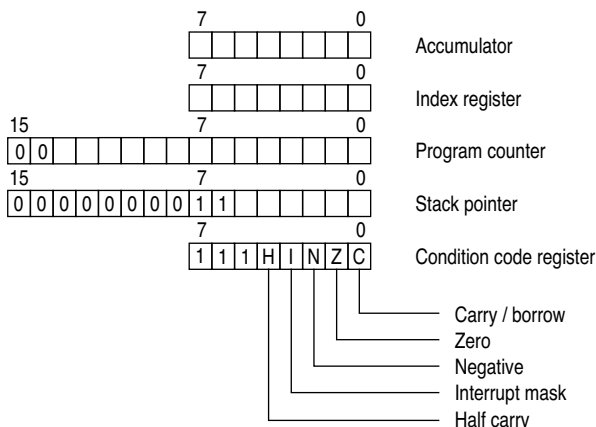 7 0
Accumulator
7 0
Index register
15 7 0
0 0 Program counter
15 7 0
0 0 0 0 0 0 0 0 1 1 Stack pointer
7 0
1 1 1 H I N Z C Condition code register
Carry / borrow
Zero
Negative
Interrupt mask
Half carry